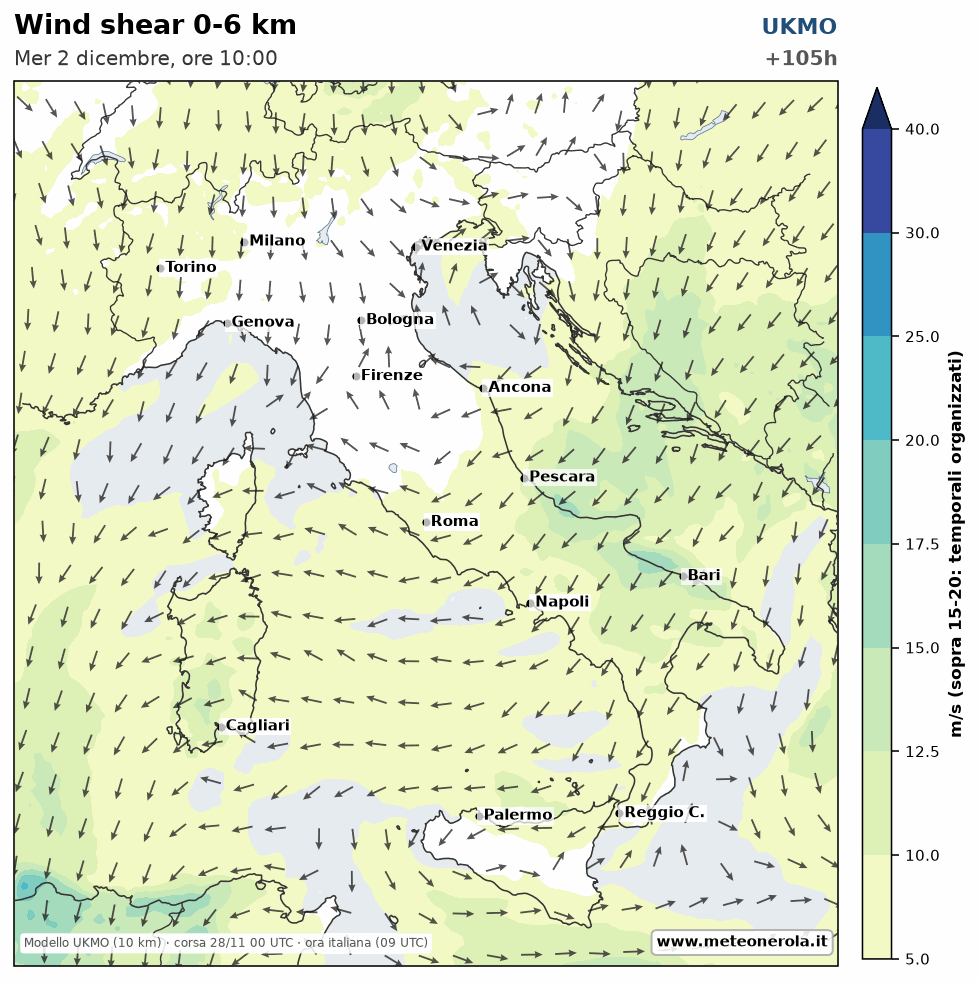 Wind shear 0-6 km
UKMO
Mer 2 dicembre, ore 10:00
+105h
Milano
Venezia
Torino
Genova
Bologna
Firenze
Ancona
Pescara
Roma
Bari
Napoli
Cagliari
Palermo
Reggio C.
40.0
30.0
25.0
20.0
17.5
15.0
12.5
10.0
5.0
m/s (sopra 15-20: temporali organizzati)
Modello UKMO (10 km) · corsa 28/11 00 UTC · ora italiana (09 UTC)
www.meteonerola.it